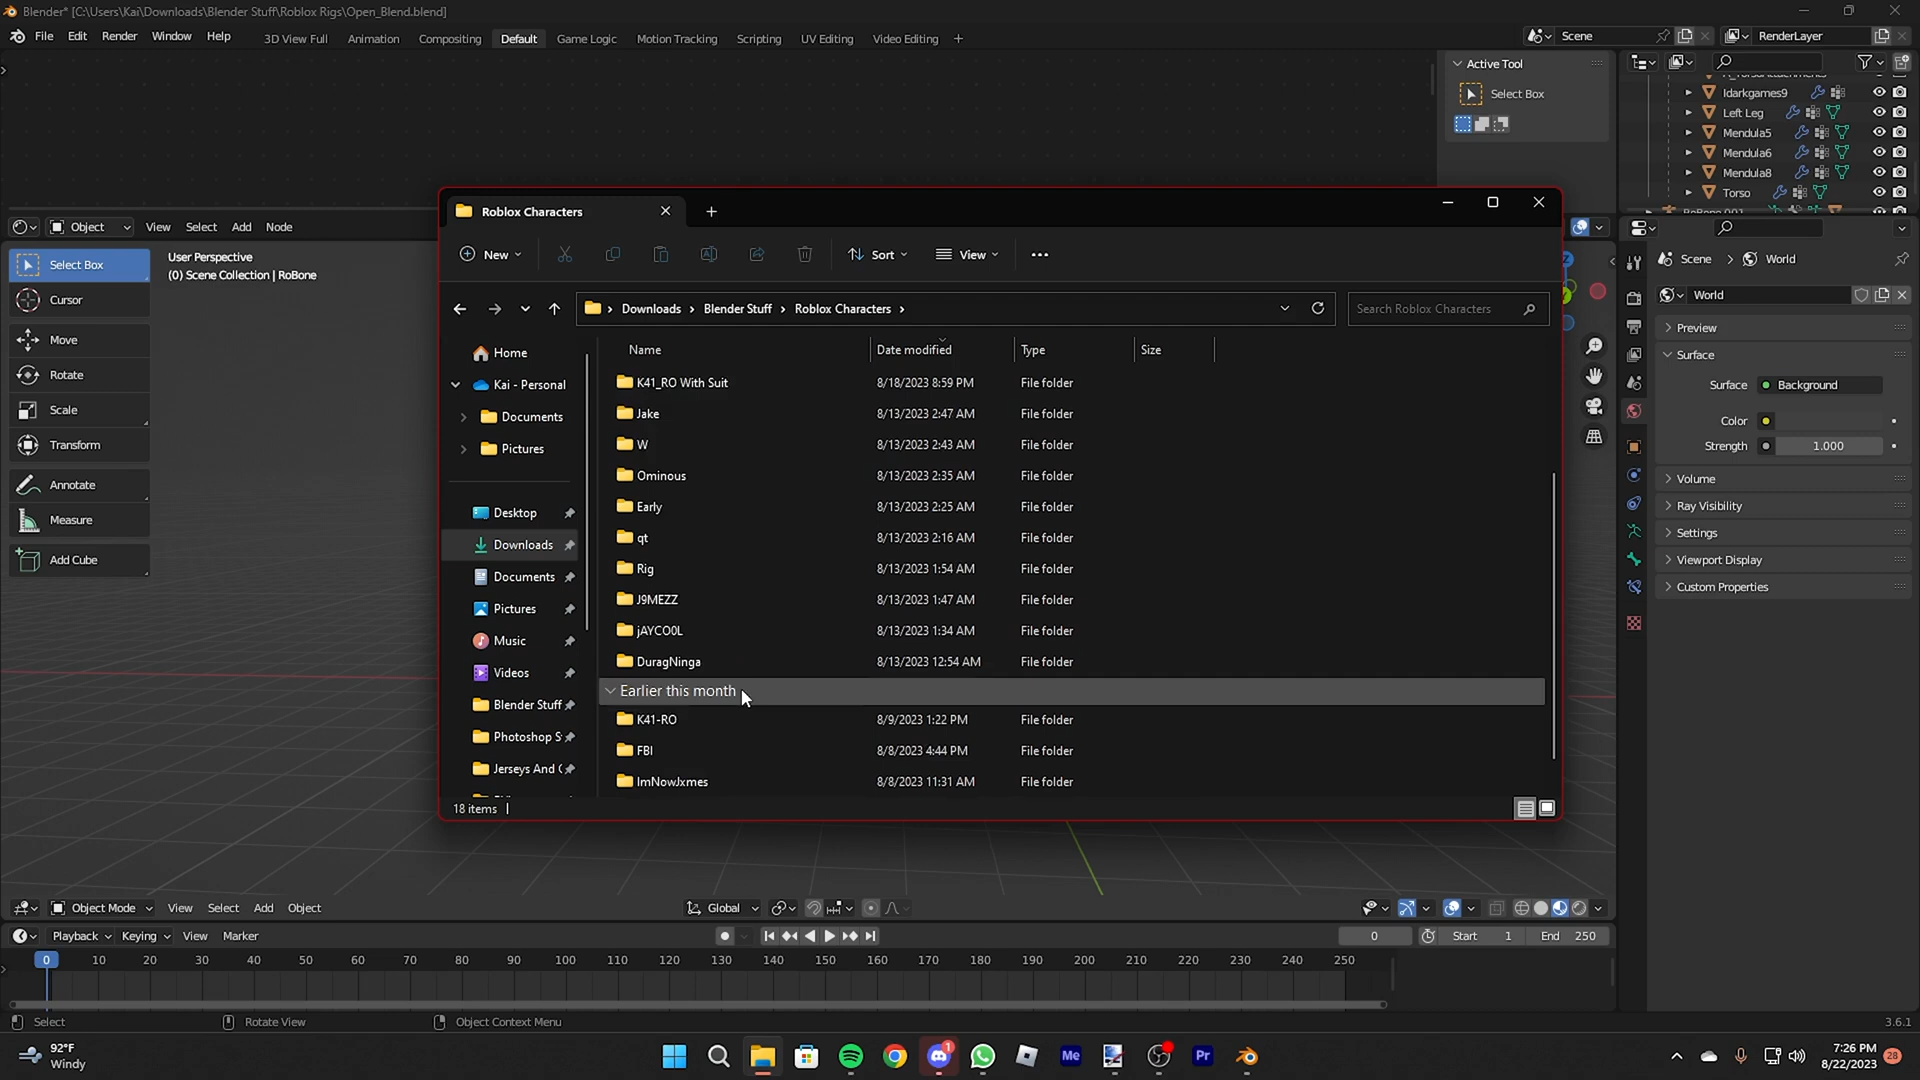 Blender* [C:\Users\Kai\Downloads\Blender Stuff\Roblox Rigs\Open_Blend.blend]
File Edit Render Window Help 3D View Full Animation Compositing Default Game Logic Motion Tracking Scripting UV Editing Video Editing + Scene RenderLayer
Active Tool
Select Box
Idarkgames9
Left Leg
Mendula5
Mendula6
Mendula8
Torso
Object View Select Add Node
User Perspective
(0) Scene Collection | RoBone
Select Box
Cursor
Move
Rotate
Scale
Transform
Annotate
Measure
Add Cube
Roblox Characters
New Sort View
Downloads > Blender Stuff > Roblox Characters >
Search Roblox Characters
Home
Kai - Personal
Documents
Pictures
Desktop
Downloads
Documents
Pictures
Music
Videos
Blender Stuff
Photoshop S
Jerseys And
Name Date modified Type Size
K41_RO With Suit 8/18/2023 8:59 PM File folder
Jake 8/13/2023 2:47 AM File folder
W 8/13/2023 2:43 AM File folder
Ominous 8/13/2023 2:35 AM File folder
Early 8/13/2023 2:25 AM File folder
qt 8/13/2023 2:16 AM File folder
Rig 8/13/2023 1:54 AM File folder
J9MEZZ 8/13/2023 1:47 AM File folder
jAYCO0L 8/13/2023 1:34 AM File folder
DuragNinga 8/13/2023 12:54 AM File folder
Earlier this month
K41-RO 8/9/2023 1:22 PM File folder
FBI 8/8/2023 4:44 PM File folder
ImNowJxmes 8/8/2023 11:31 AM File folder
18 items
Scene > World
World
Preview
Surface
Surface Background
Color
Strength 1.000
Volume
Ray Visibility
Settings
Viewport Display
Custom Properties
Object Mode View Select Add Object Global
Playback Keying View Marker 0 Start 1 End 250
0 10 20 30 40 50 60 70 80 90 100 110 120 130 140 150 160 170 180 190 200 210 220 230 240 250
Select Rotate View Object Context Menu 3.6.1
92°F
Windy
1
Me
Pr
7:26 PM
8/22/2023
28